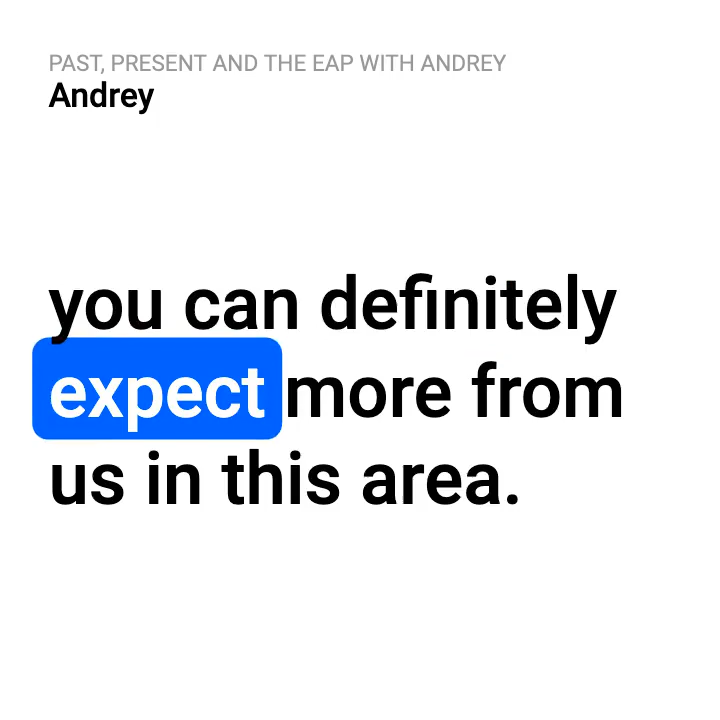 PAST, PRESENT AND THE EAP WITH ANDREY
Andrey
you can definitely
expect more from
us in this area.